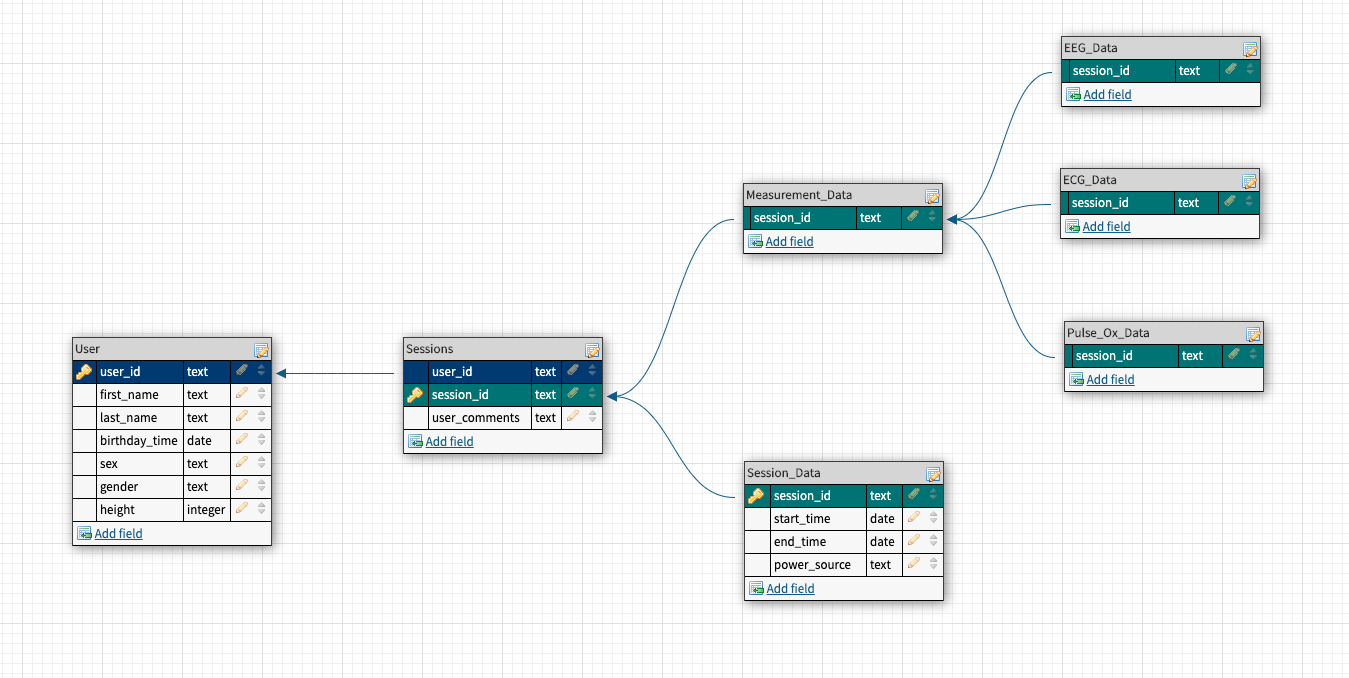 User
user_id text
first_name text
last_name text
birthday_time date
sex text
gender text
height integer
Add field
Sessions
user_id text
session_id text
user_comments text
Add field
Measurement_Data
session_id text
Add field
Session_Data
session_id text
start_time date
end_time date
power_source text
Add field
EEG_Data
session_id text
Add field
ECG_Data
session_id text
Add field
Pulse_Ox_Data
session_id text
Add field